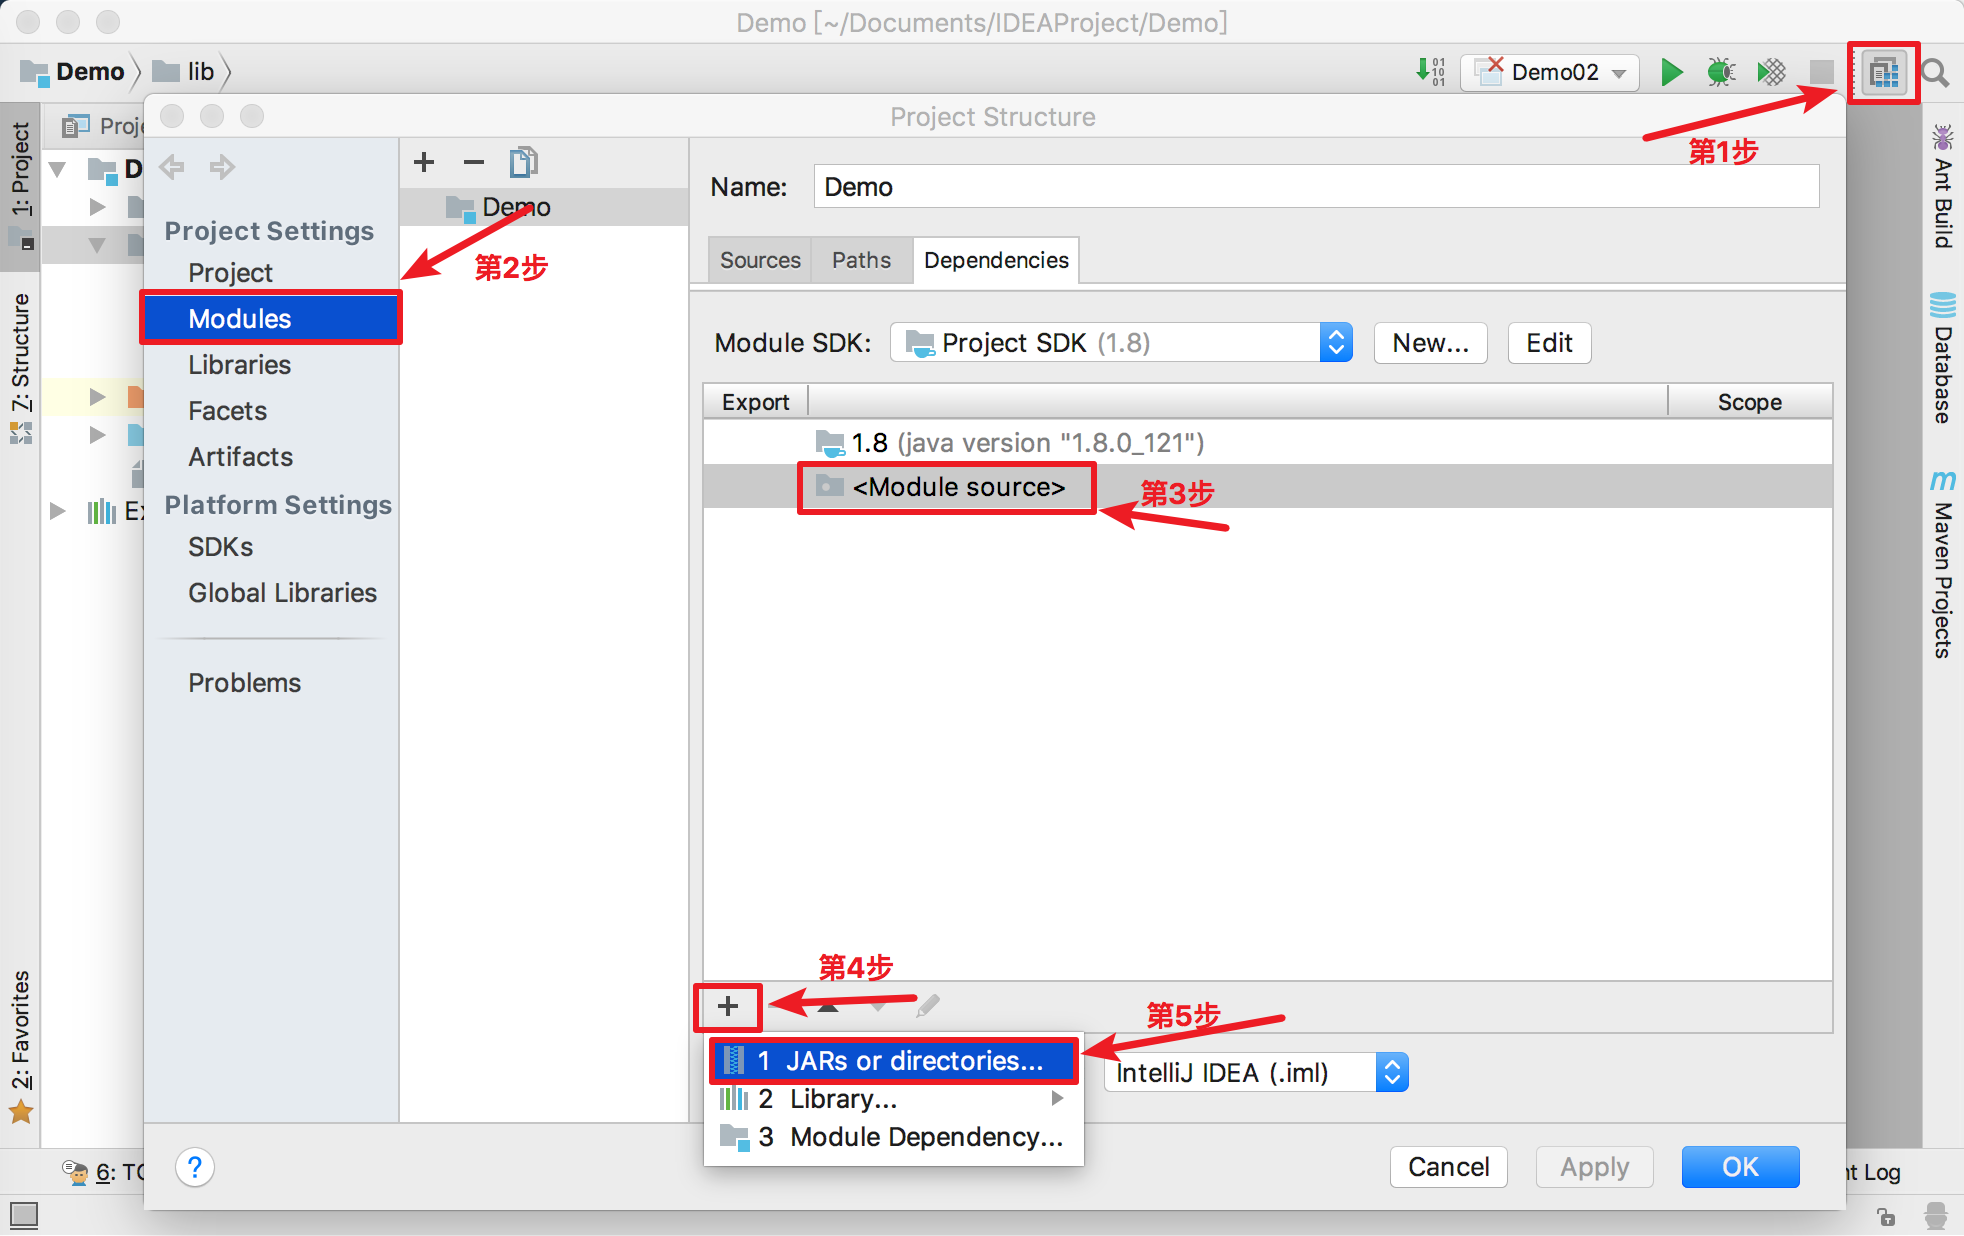 Demo [~/Documents/IDEAProject/Demo]
Demo
lib
Demo02
第1步
Project Structure
1: Project
7: Structure
2: Favorites
Project Settings
Project
Modules
Libraries
Facets
Artifacts
Platform Settings
SDKs
Global Libraries
Problems
Demo
第2步
Name: Demo
Sources
Paths
Dependencies
Module SDK: Project SDK (1.8)
New...
Edit
Export
Scope
1.8 (java version "1.8.0_121")
<Module source>
第3步
第4步
第5步
1 JARs or directories...
2 Library...
3 Module Dependency...
IntelliJ IDEA (.iml)
?
Cancel
Apply
OK
Ant Build
Database
m
Maven Projects
6: TO
nt Log